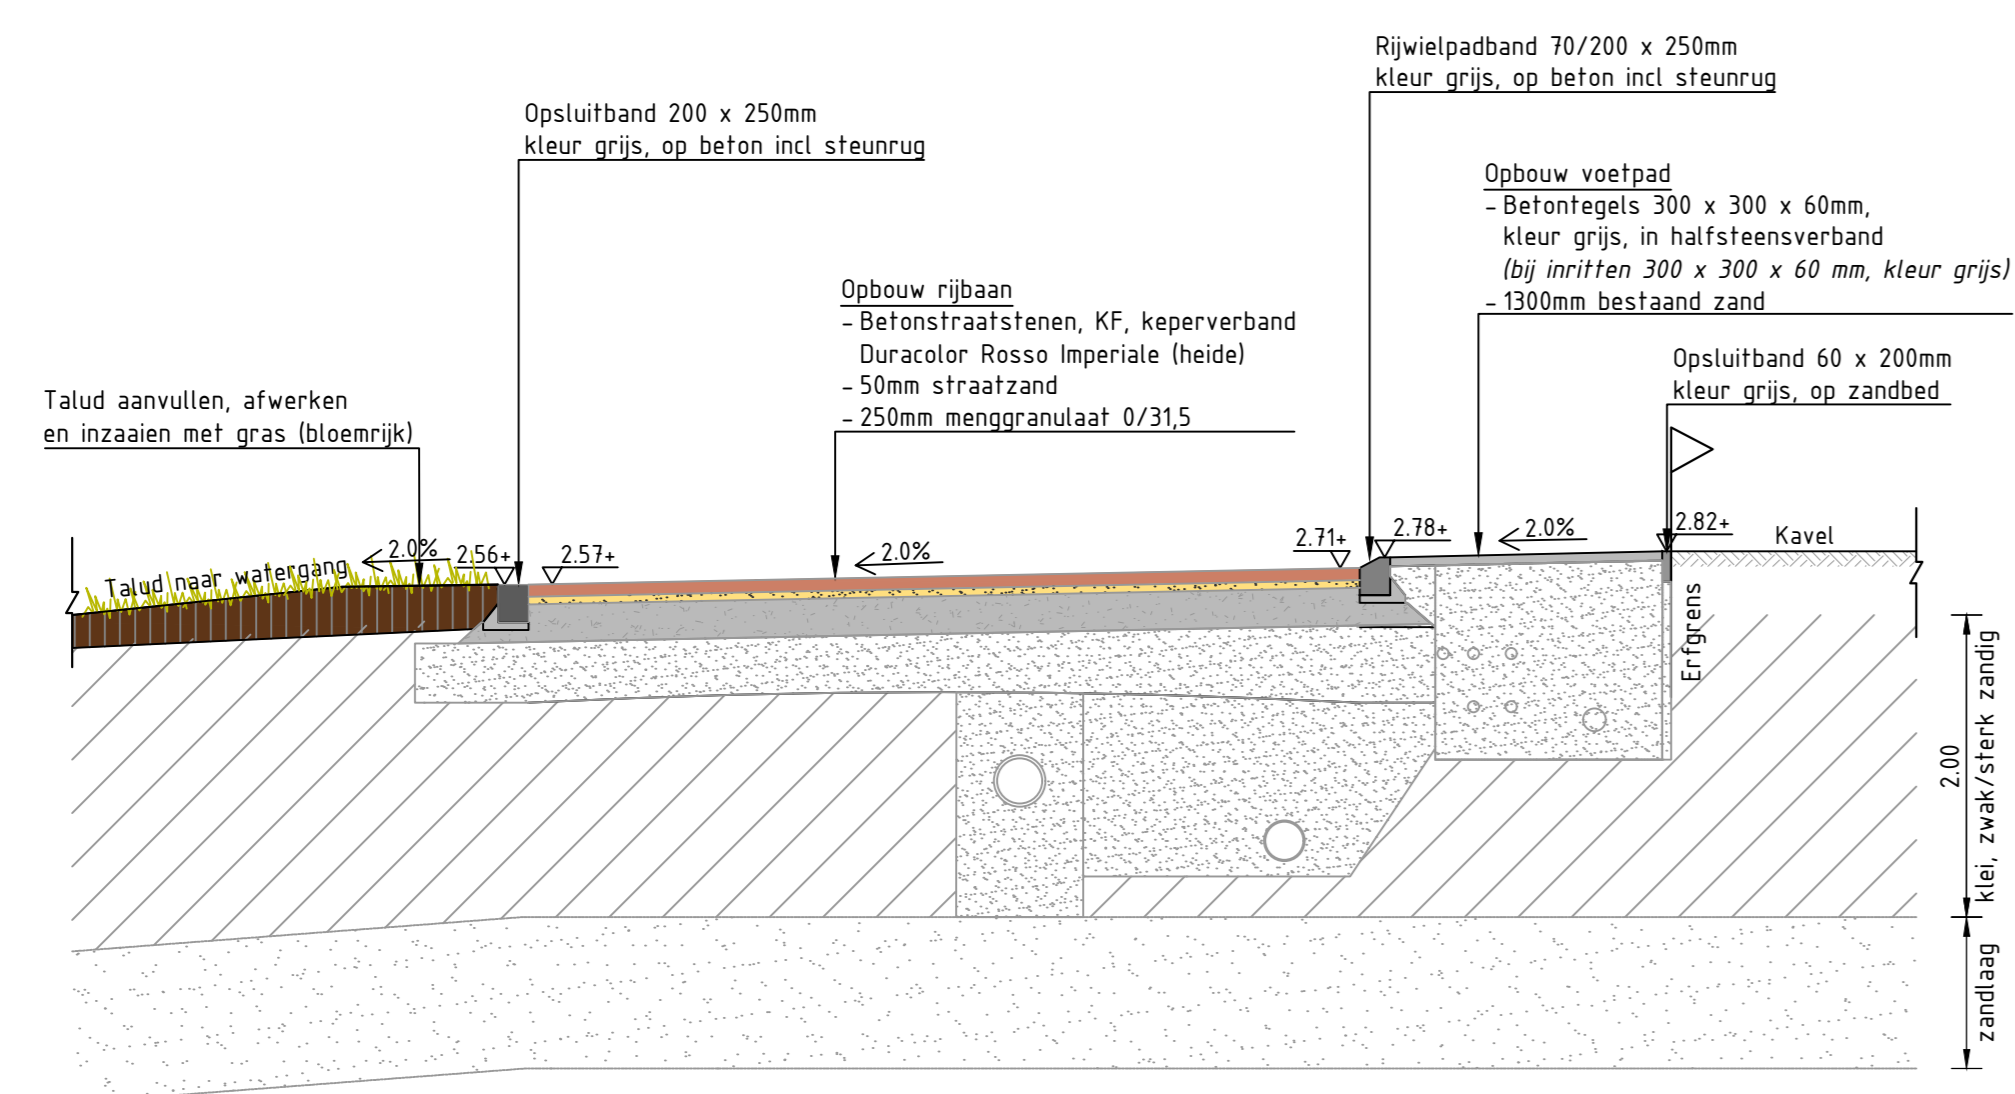 Rijwielpadband 70/200 x 250mm
kleur grijs, op beton incl steunrug
Opsluitband 200 x 250mm
kleur grijs, op beton incl steunrug
Opbouw voetpad
- Betontegels 300 x 300 x 60mm,
kleur grijs, in halfsteensverband
(bij inritten 300 x 300 x 60 mm, kleur grijs)
- 1300mm bestaand zand
Opbouw rijbaan
- Betonstraatstenen, KF, keperverband
Duracolor Rosso Imperiale (heide)
- 50mm straatzand
- 250mm menggranulaat 0/31,5
Opsluitband 60 x 200mm
kleur grijs, op zandbed
Talud aanvullen, afwerken
en inzaaien met gras (bloemrijk)
Talud naar watergang
2.0%
2.56+
2.57+
2.0%
2.71+
2.78+
2.0%
2.82+
Kavel
Erfgrens
2.00
klei, zwak/sterk zandig
zandlaag